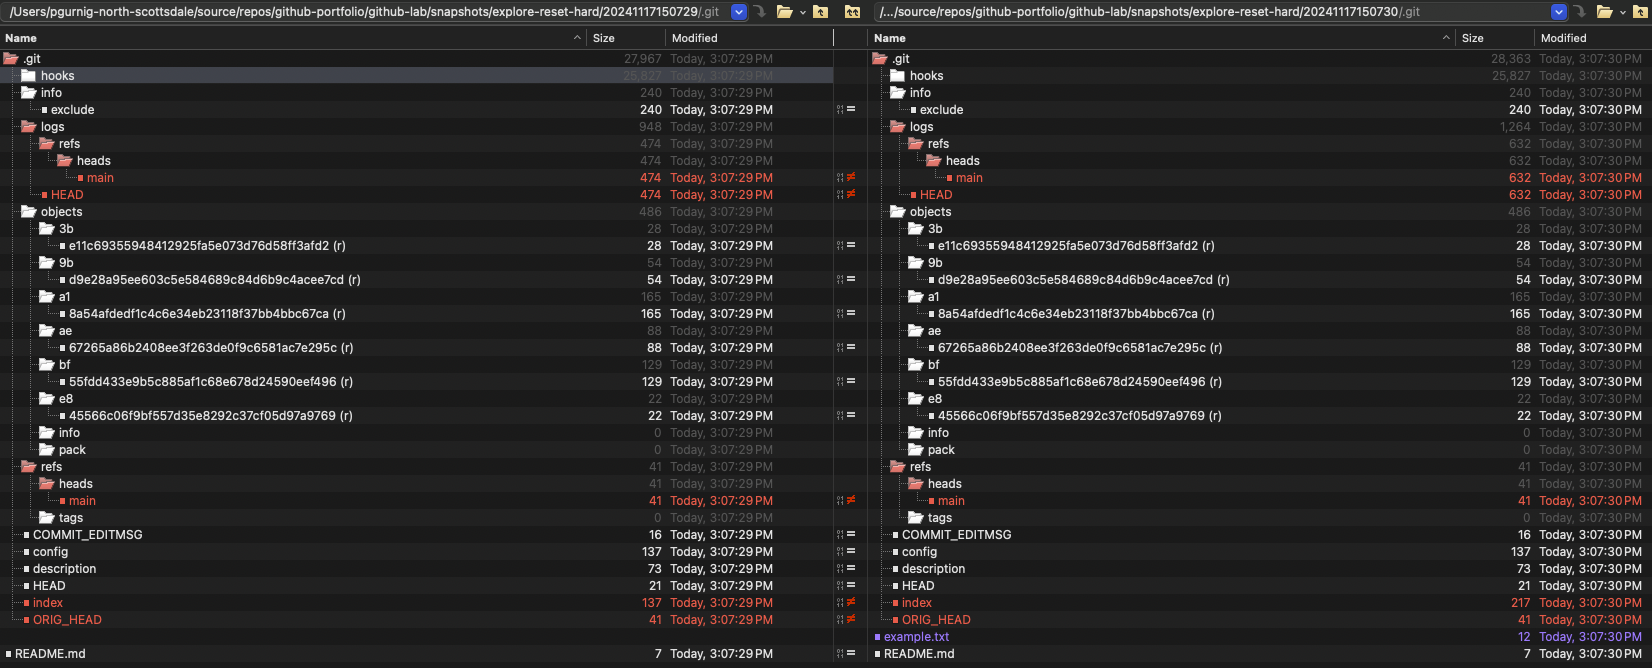 /Users/pgurnig-north-scottsdale/source/repos/github-portfolio/github-lab/snapshots/explore-reset-hard/20241117150729/.git /.../source/repos/github-portfolio/github-lab/snapshots/explore-reset-hard/20241117150730/.git
Name Size Modified Name Size Modified
.git 27,967 Today, 3:07:29 PM .git 28,363 Today, 3:07:30 PM
hooks 25,827 Today, 3:07:29 PM hooks 25,827 Today, 3:07:30 PM
info 240 Today, 3:07:29 PM info 240 Today, 3:07:30 PM
exclude 240 Today, 3:07:29 PM = exclude 240 Today, 3:07:30 PM
logs 948 Today, 3:07:29 PM logs 1,264 Today, 3:07:30 PM
refs 474 Today, 3:07:29 PM refs 632 Today, 3:07:30 PM
heads 474 Today, 3:07:29 PM heads 632 Today, 3:07:30 PM
main 474 Today, 3:07:29 PM ≠ main 632 Today, 3:07:30 PM
HEAD 474 Today, 3:07:29 PM ≠ HEAD 632 Today, 3:07:30 PM
objects 486 Today, 3:07:29 PM objects 486 Today, 3:07:30 PM
3b 28 Today, 3:07:29 PM 3b 28 Today, 3:07:30 PM
e11c69355948412925fa5e073d76d58ff3afd2 (r) 28 Today, 3:07:29 PM = e11c69355948412925fa5e073d76d58ff3afd2 (r) 28 Today, 3:07:30 PM
9b 54 Today, 3:07:29 PM 9b 54 Today, 3:07:30 PM
d9e28a95ee603c5e584689c84d6b9c4acee7cd (r) 54 Today, 3:07:29 PM = d9e28a95ee603c5e584689c84d6b9c4acee7cd (r) 54 Today, 3:07:30 PM
a1 165 Today, 3:07:29 PM a1 165 Today, 3:07:30 PM
8a54afdedf1c4c6e34eb23118f37bb4bbc67ca (r) 165 Today, 3:07:29 PM = 8a54afdedf1c4c6e34eb23118f37bb4bbc67ca (r) 165 Today, 3:07:30 PM
ae 88 Today, 3:07:29 PM ae 88 Today, 3:07:30 PM
67265a86b2408ee3f263de0f9c6581ac7e295c (r) 88 Today, 3:07:29 PM = 67265a86b2408ee3f263de0f9c6581ac7e295c (r) 88 Today, 3:07:30 PM
bf 129 Today, 3:07:29 PM bf 129 Today, 3:07:30 PM
55fdd433e9b5c885af1c68e678d24590eef496 (r) 129 Today, 3:07:29 PM = 55fdd433e9b5c885af1c68e678d24590eef496 (r) 129 Today, 3:07:30 PM
e8 22 Today, 3:07:29 PM e8 22 Today, 3:07:30 PM
45566c06f9bf557d35e8292c37cf05d97a9769 (r) 22 Today, 3:07:29 PM = 45566c06f9bf557d35e8292c37cf05d97a9769 (r) 22 Today, 3:07:30 PM
info 0 Today, 3:07:29 PM info 0 Today, 3:07:30 PM
pack 0 Today, 3:07:29 PM pack 0 Today, 3:07:30 PM
refs 41 Today, 3:07:29 PM refs 41 Today, 3:07:30 PM
heads 41 Today, 3:07:29 PM heads 41 Today, 3:07:30 PM
main 41 Today, 3:07:29 PM ≠ main 41 Today, 3:07:30 PM
tags 0 Today, 3:07:29 PM tags 0 Today, 3:07:30 PM
COMMIT_EDITMSG 16 Today, 3:07:29 PM = COMMIT_EDITMSG 16 Today, 3:07:30 PM
config 137 Today, 3:07:29 PM = config 137 Today, 3:07:30 PM
description 73 Today, 3:07:29 PM = description 73 Today, 3:07:30 PM
HEAD 21 Today, 3:07:29 PM = HEAD 21 Today, 3:07:30 PM
index 137 Today, 3:07:29 PM ≠ index 217 Today, 3:07:30 PM
ORIG_HEAD 41 Today, 3:07:29 PM ≠ ORIG_HEAD 41 Today, 3:07:30 PM
example.txt 12 Today, 3:07:30 PM
README.md 7 Today, 3:07:29 PM = README.md 7 Today, 3:07:30 PM